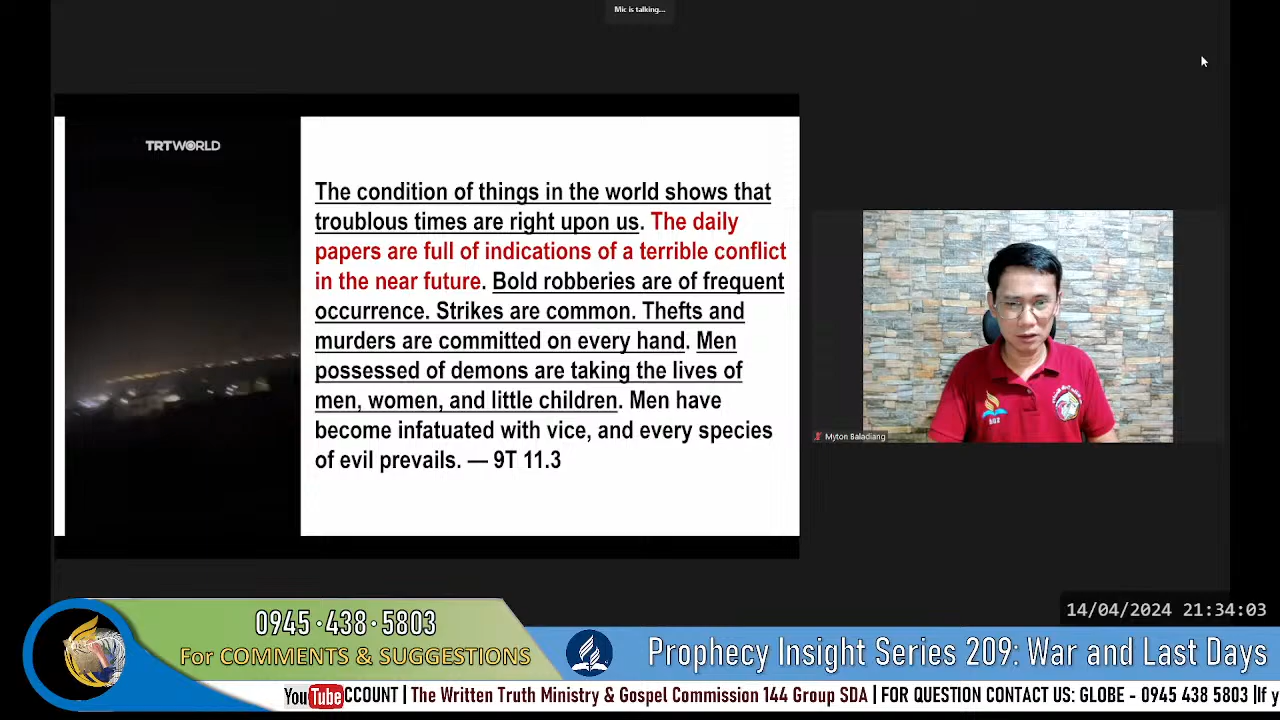 Mic is talking...
TRTWORLD
The condition of things in the world shows that
troublous times are right upon us. The daily
papers are full of indications of a terrible conflict
in the near future. Bold robberies are of frequent
occurrence. Strikes are common. Thefts and
murders are committed on every hand. Men
possessed of demons are taking the lives of
men, women, and little children. Men have
become infatuated with vice, and every species
of evil prevails. — 9T 11.3
Myton Baladiang
14/04/2024 21:34:03
0945·438·5803
For COMMENTS & SUGGESTIONS
Prophecy Insight Series 209: War and Last Days
YouTube CCOUNT | The Written Truth Ministry & Gospel Commission 144 Group SDA | FOR QUESTION CONTACT US: GLOBE - 0945 438 5803 |If y